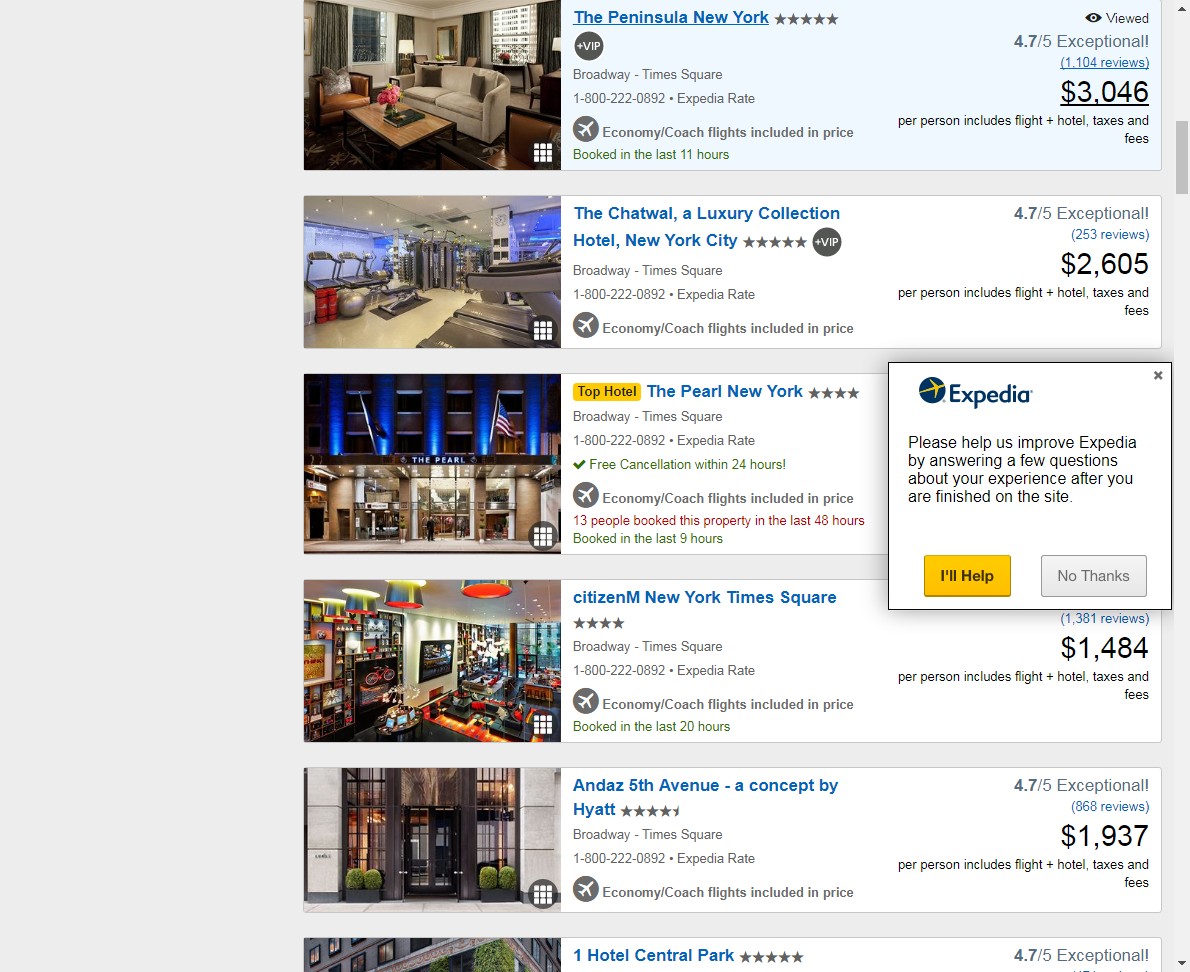 The Peninsula New York
Viewed
+VIP
4.7/5 Exceptional!
(1,104 reviews)
Broadway - Times Square
$3,046
1-800-222-0892 • Expedia Rate
per person includes flight + hotel, taxes and
fees
Economy/Coach flights included in price
Booked in the last 11 hours
The Chatwal, a Luxury Collection
Hotel, New York City
+VIP
4.7/5 Exceptional!
(253 reviews)
Broadway - Times Square
$2,605
1-800-222-0892 • Expedia Rate
per person includes flight + hotel, taxes and
fees
Economy/Coach flights included in price
THE PEARL
Top Hotel The Pearl New York
Broadway - Times Square
1-800-222-0892 • Expedia Rate
Free Cancellation within 24 hours!
Economy/Coach flights included in price
13 people booked this property in the last 48 hours
Booked in the last 9 hours
Expedia
Please help us improve Expedia
by answering a few questions
about your experience after you
are finished on the site.
I'll Help
No Thanks
citizenM New York Times Square
(1,381 reviews)
Broadway - Times Square
$1,484
1-800-222-0892 • Expedia Rate
per person includes flight + hotel, taxes and
fees
Economy/Coach flights included in price
Booked in the last 20 hours
Andaz 5th Avenue - a concept by
Hyatt
4.7/5 Exceptional!
(868 reviews)
Broadway - Times Square
$1,937
1-800-222-0892 • Expedia Rate
per person includes flight + hotel, taxes and
fees
Economy/Coach flights included in price
1 Hotel Central Park
4.7/5 Exceptional!